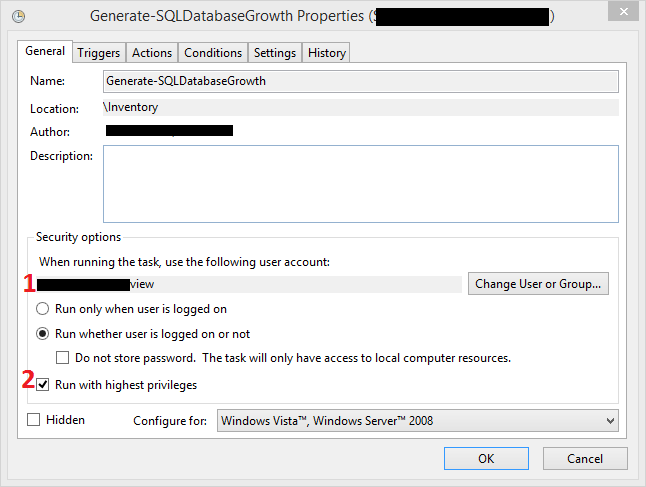 Generate-SQLDatabaseGrowth Properties (S )
General Triggers Actions Conditions Settings History
Name: Generate-SQLDatabaseGrowth
Location: \Inventory
Author:
Description:
Security options
When running the task, use the following user account:
1 view Change User or Group...
Run only when user is logged on
Run whether user is logged on or not
Do not store password. The task will only have access to local computer resources.
2 Run with highest privileges
Hidden Configure for: Windows Vista™, Windows Server™ 2008
OK Cancel